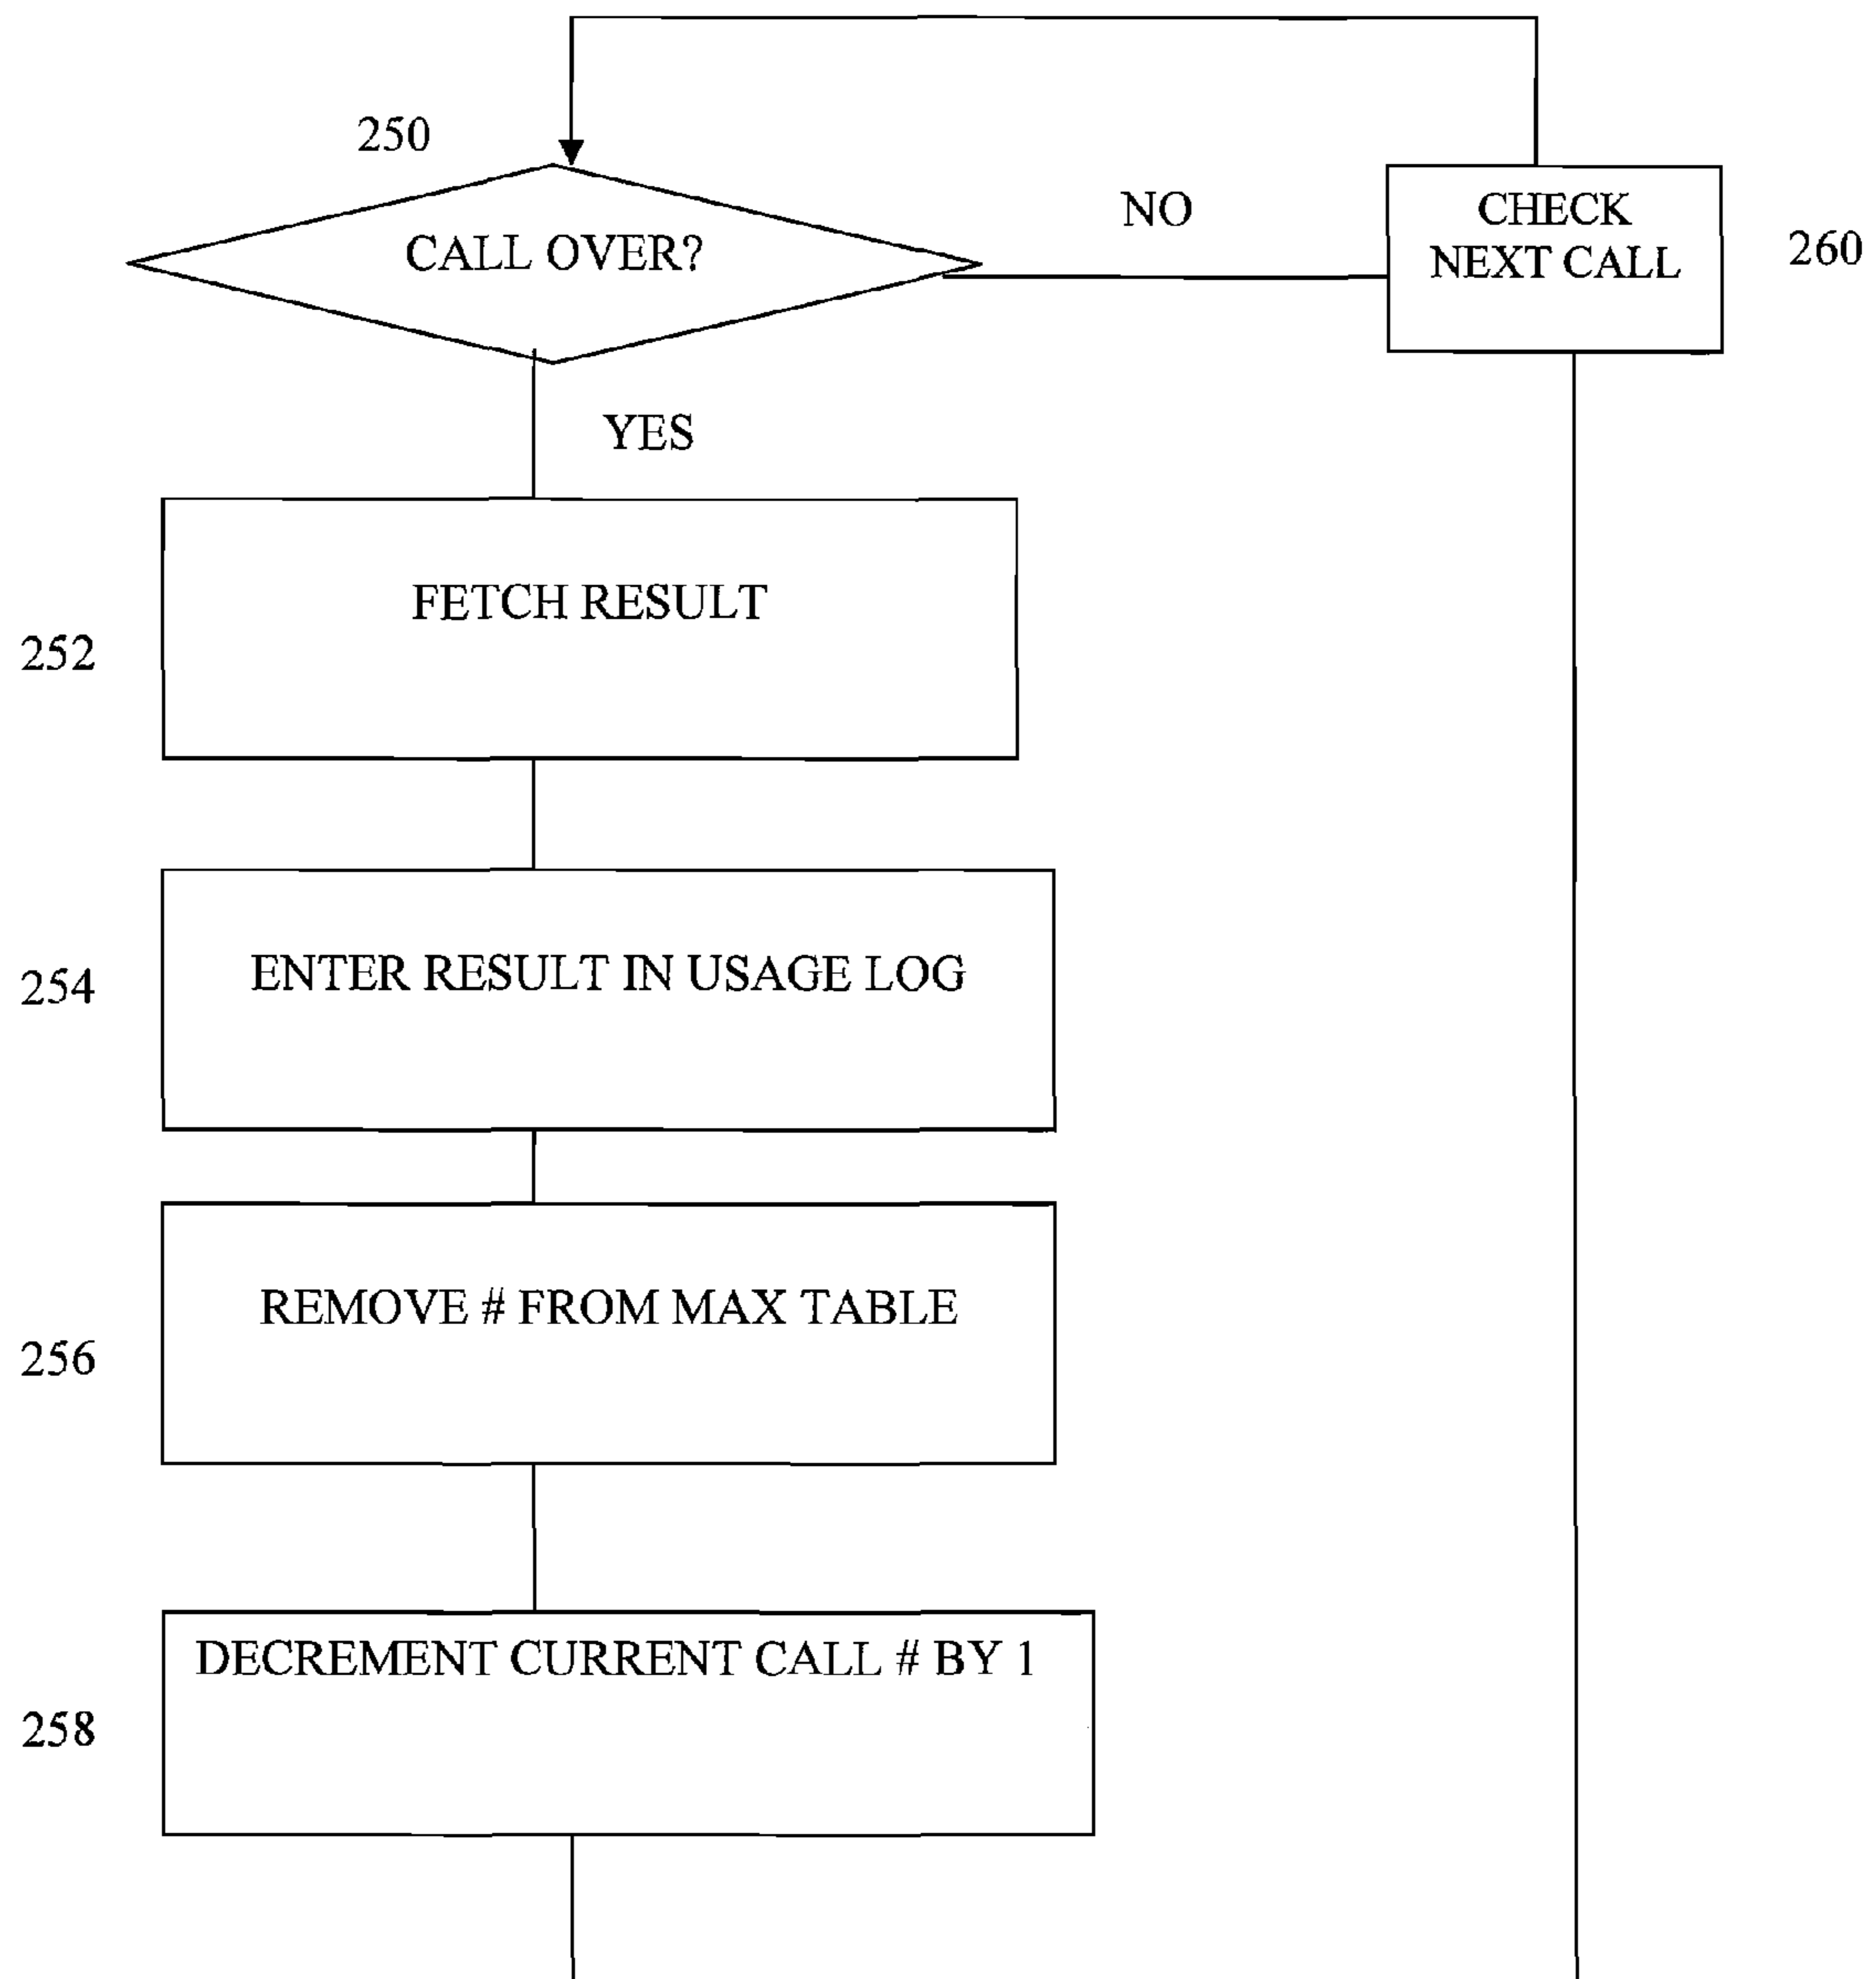 250
CALL OVER?
NO
CHECK
NEXT CALL
260
YES
FETCH RESULT
252
ENTER RESULT IN USAGE LOG
254
REMOVE # FROM MAX TABLE
256
DECREMENT CURRENT CALL # BY 1
258